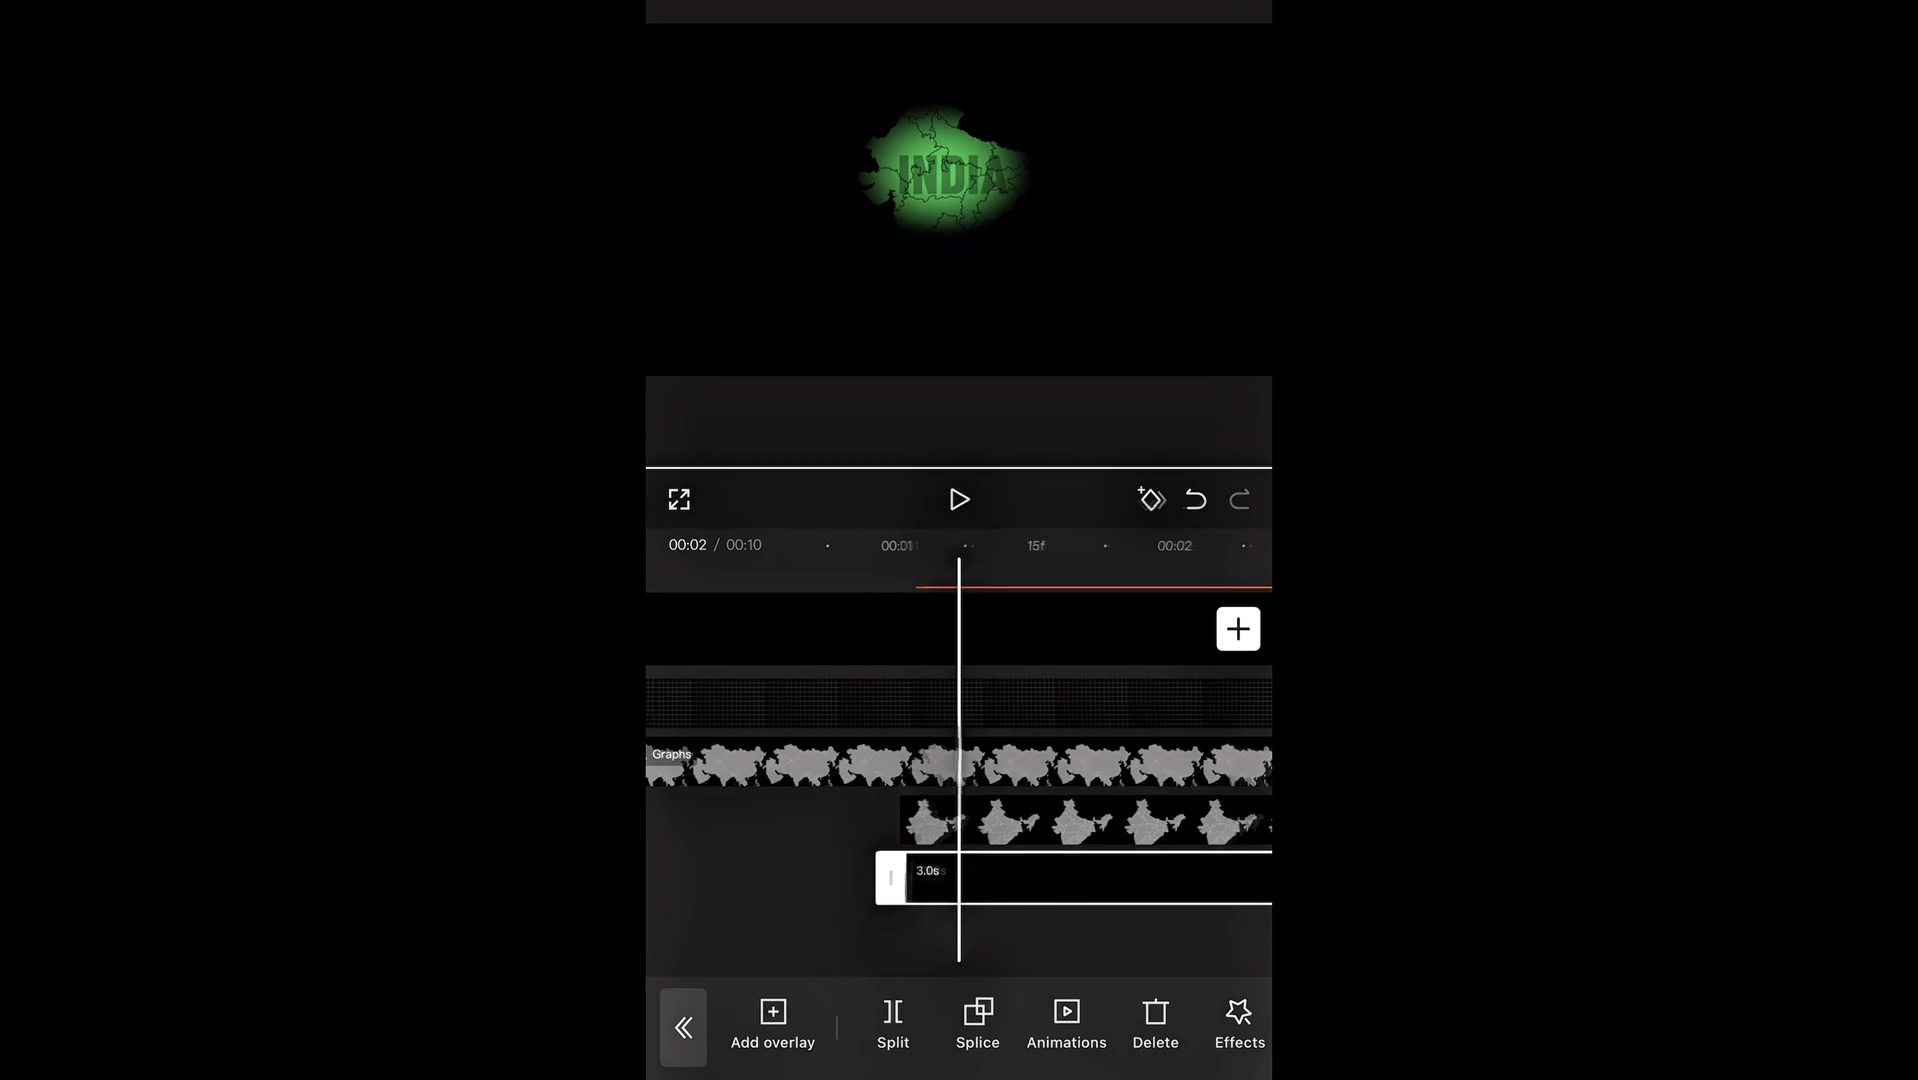 INDIA
00:02 / 00:10
00:01
15f
00:02
Graphs
3.0s
Add overlay
Split
Splice
Animations
Delete
Effects